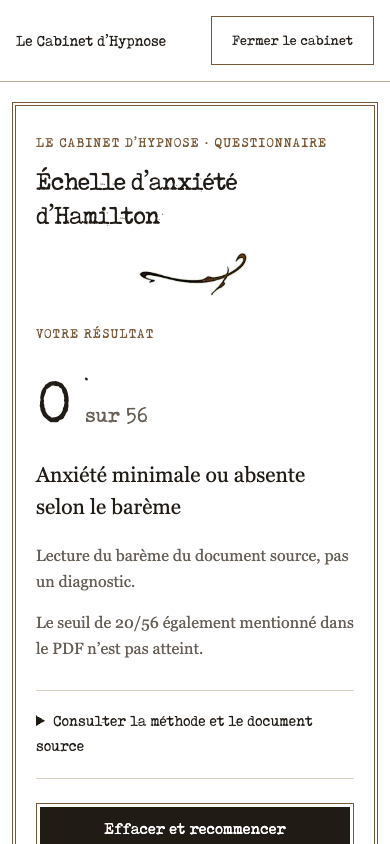 Le Cabinet d’Hypnose
Fermer le cabinet
LE CABINET D’HYPNOSE · QUESTIONNAIRE
Échelle d’anxiété
d’Hamilton
VOTRE RÉSULTAT
0 sur 56
Anxiété minimale ou absente
selon le barème
Lecture du barème du document source, pas
un diagnostic.
Le seuil de 20/56 également mentionné dans
le PDF n’est pas atteint.
Consulter la méthode et le document
source
Effacer et recommencer